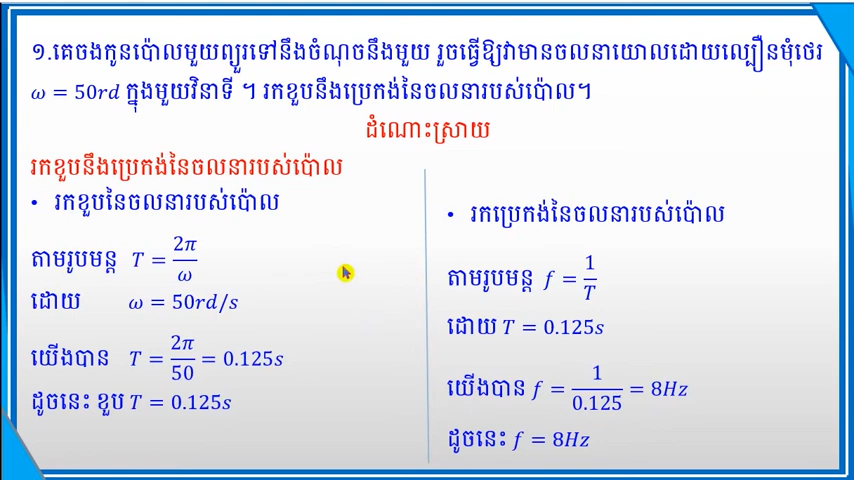 ១.គេចងកូនប៉ោលមួយព្យួរទៅនឹងចំណុចនឹងមួយ រួចធ្វើឱ្យវាមានចលនាយោលដោយល្បឿនមុំថេរ
ω = 50rd ក្នុងមួយវិនាទី ។ រកខួបនឹងប្រេកង់នៃចលនារបស់ប៉ោល។
ដំណោះស្រាយ
រកខួបនឹងប្រេកង់នៃចលនារបស់ប៉ោល
• រកខួបនៃចលនារបស់ប៉ោល
តាមរូបមន្ត T = 2π/ω
ដោយ ω = 50rd/s
យើងបាន T = 2π/50 = 0.125s
ដូចនេះ ខួប T = 0.125s
• រកប្រេកង់នៃចលនារបស់ប៉ោល
តាមរូបមន្ត f = 1/T
ដោយ T = 0.125s
យើងបាន f = 1/0.125 = 8Hz
ដូចនេះ f = 8Hz